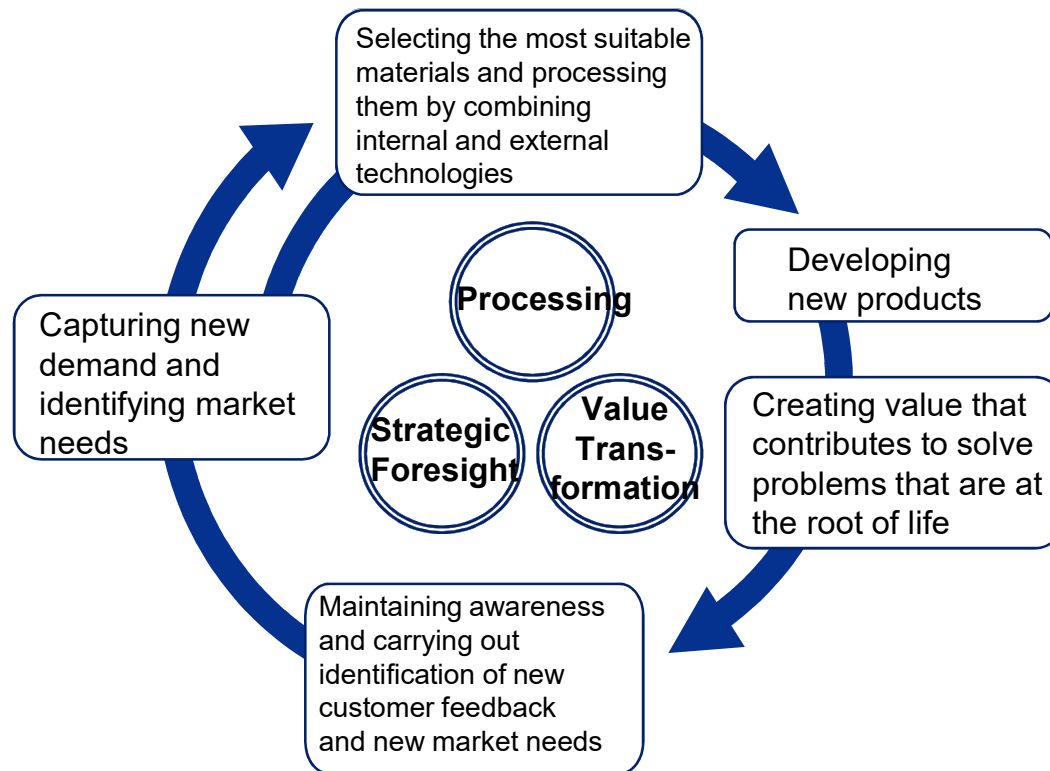 Selecting the most suitable
materials and processing
them by combining
internal and external
technologies
Developing
new products
Processing
Capturing new
demand and
identifying market
needs
Strategic
Foresight
Value
Trans-
formation
Creating value that
contributes to solve
problems that are at
the root of life
Maintaining awareness
and carrying out
identification of new
customer feedback
and new market needs